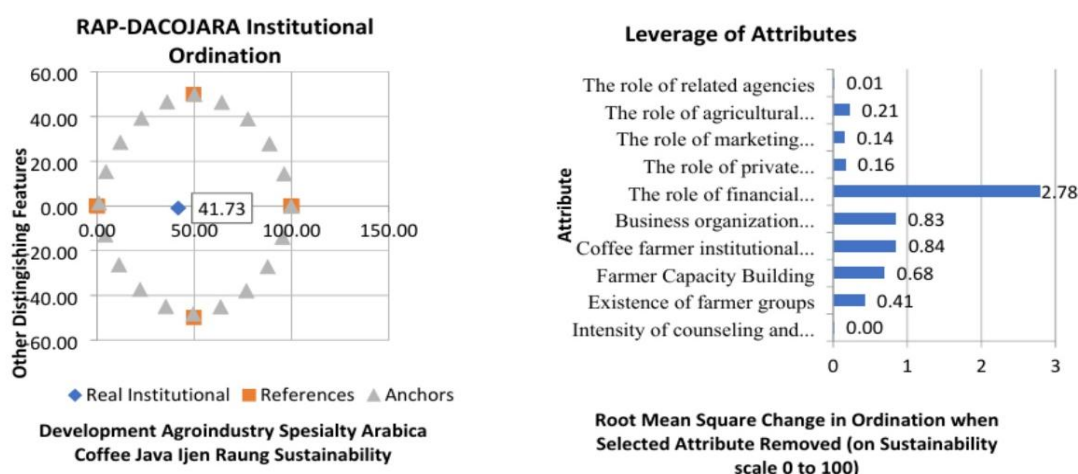 RAP-DACOJARA Institutional
Ordination
60.00
40.00
20.00
0.00
-20.00
-40.00
-60.00
Other Distingishing Features
0.00
50.00
100.00
150.00
41.73
Real Institutional
References
Anchors
Development Agroindustry Spesialty Arabica
Coffee Java Ijen Raung Sustainability
Leverage of Attributes
Attribute
The role of related agencies 0.01
The role of agricultural... 0.21
The role of marketing... 0.14
The role of private... 0.16
The role of financial... 2.78
Business organization... 0.83
Coffee farmer institutional... 0.84
Farmer Capacity Building 0.68
Existence of farmer groups 0.41
Intensity of counseling and... 0.00
0 1 2 3
Root Mean Square Change in Ordination when
Selected Attribute Removed (on Sustainability
scale 0 to 100)